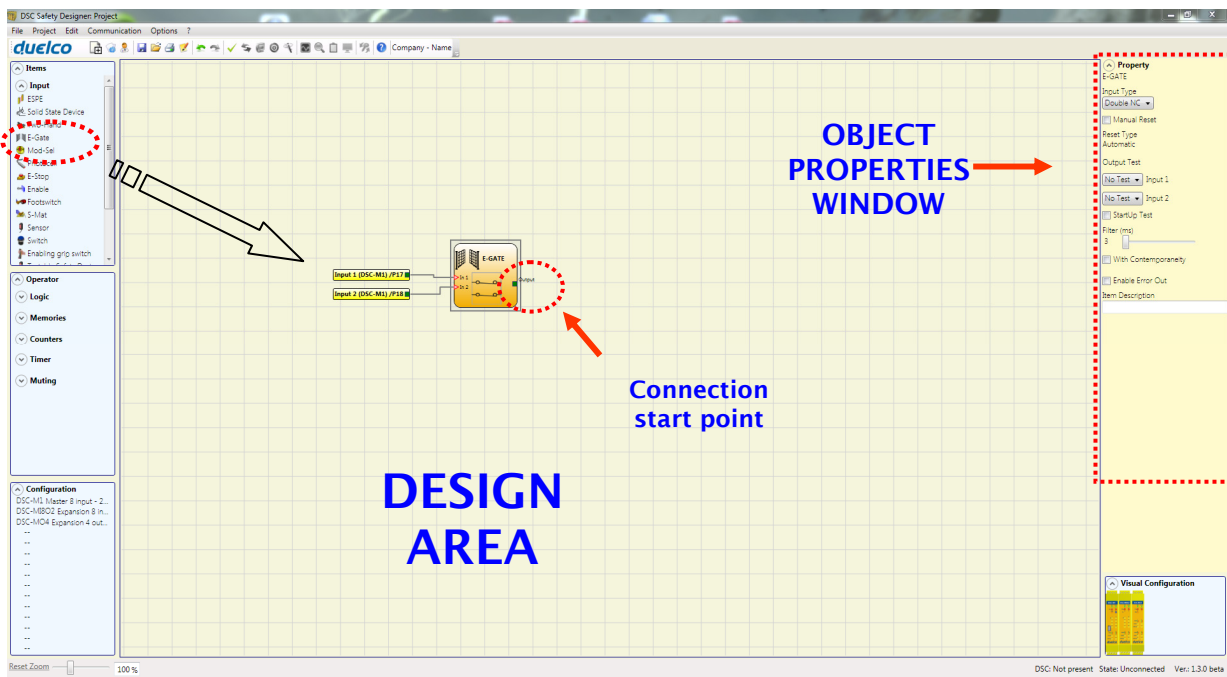 DSC Safety Designer: Project
File Project Edit Communication Options ?
duelco
Company - Name
Items
Input
ESPE
Solid State Device
Two-Hand
E-Gate
Mod-Sel
Photocell
E-Stop
Enable
Footswitch
S-Mat
Sensor
Switch
Enabling grip switch
Operator
Logic
Memories
Counters
Timer
Muting
Configuration
DSC-M1 Master 8 input - 2...
DSC-MI8O2 Expansion 8 in...
DSC-MO4 Expansion 4 out...
--
--
--
--
--
--
--
--
--
--
--
Reset Zoom
100 %
Input 1 (DSC-M1) /P17
Input 2 (DSC-M1) /P18
E-GATE
In 1
In 2
Output
Connection
start point
DESIGN
AREA
OBJECT
PROPERTIES
WINDOW
Property
E-GATE
Input Type
Double NC
Manual Reset
Reset Type
Automatic
Output Test
No Test Input 1
No Test Input 2
StartUp Test
Filter (ms)
3
With Contemporaneity
Enable Error Out
Item Description
Visual Configuration
DSC: Not present State: Unconnected Ver.: 1.3.0 beta